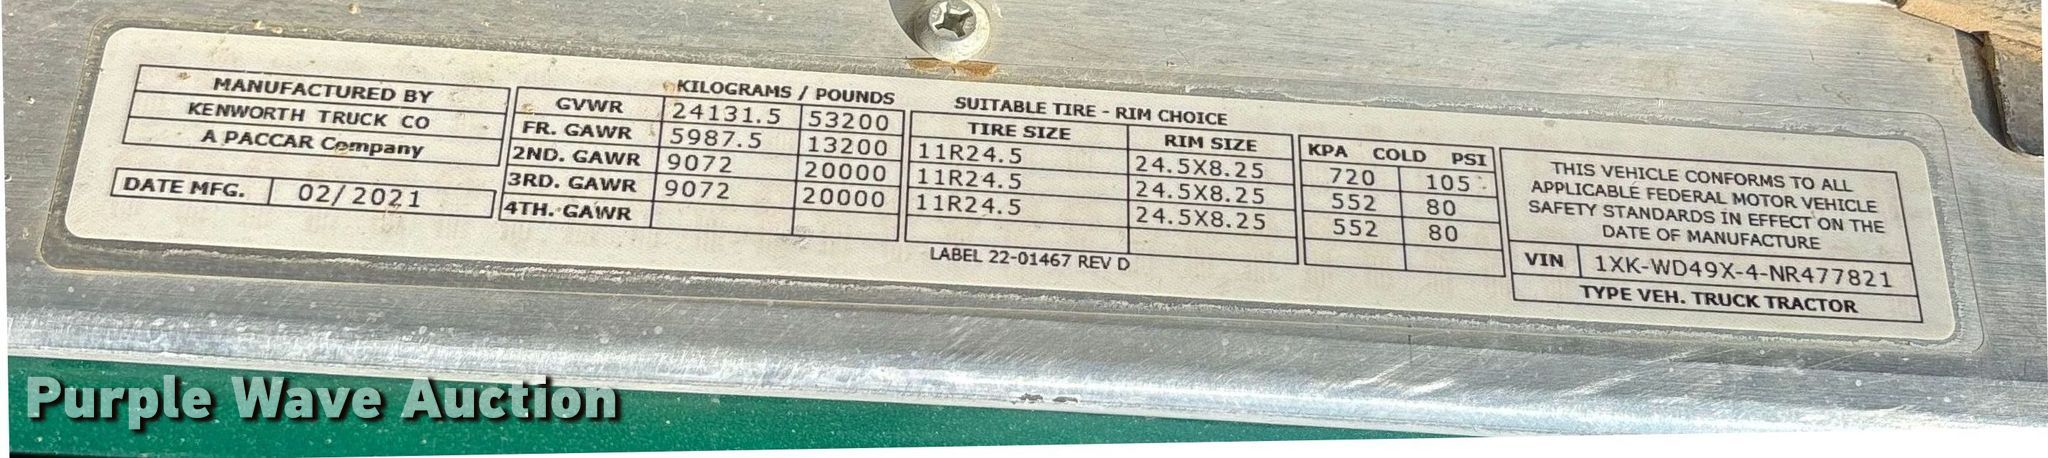 MANUFACTURED BY
KENWORTH TRUCK CO
A PACCAR Company
DATE MFG. 02/2021
KILOGRAMS / POUNDS
GVWR 24131.5 53200
FR. GAWR 5987.5 13200
2ND. GAWR 9072 20000
3RD. GAWR 9072 20000
4TH. GAWR
SUITABLE TIRE - RIM CHOICE
TIRE SIZE RIM SIZE
11R24.5 24.5X8.25
11R24.5 24.5X8.25
11R24.5 24.5X8.25
KPA COLD PSI
720 105
552 80
552 80
LABEL 22-01467 REV D
THIS VEHICLE CONFORMS TO ALL
APPLICABLE FEDERAL MOTOR VEHICLE
SAFETY STANDARDS IN EFFECT ON THE
DATE OF MANUFACTURE
VIN 1XK-WD49X-4-NR477821
TYPE VEH. TRUCK TRACTOR
Purple Wave Auction